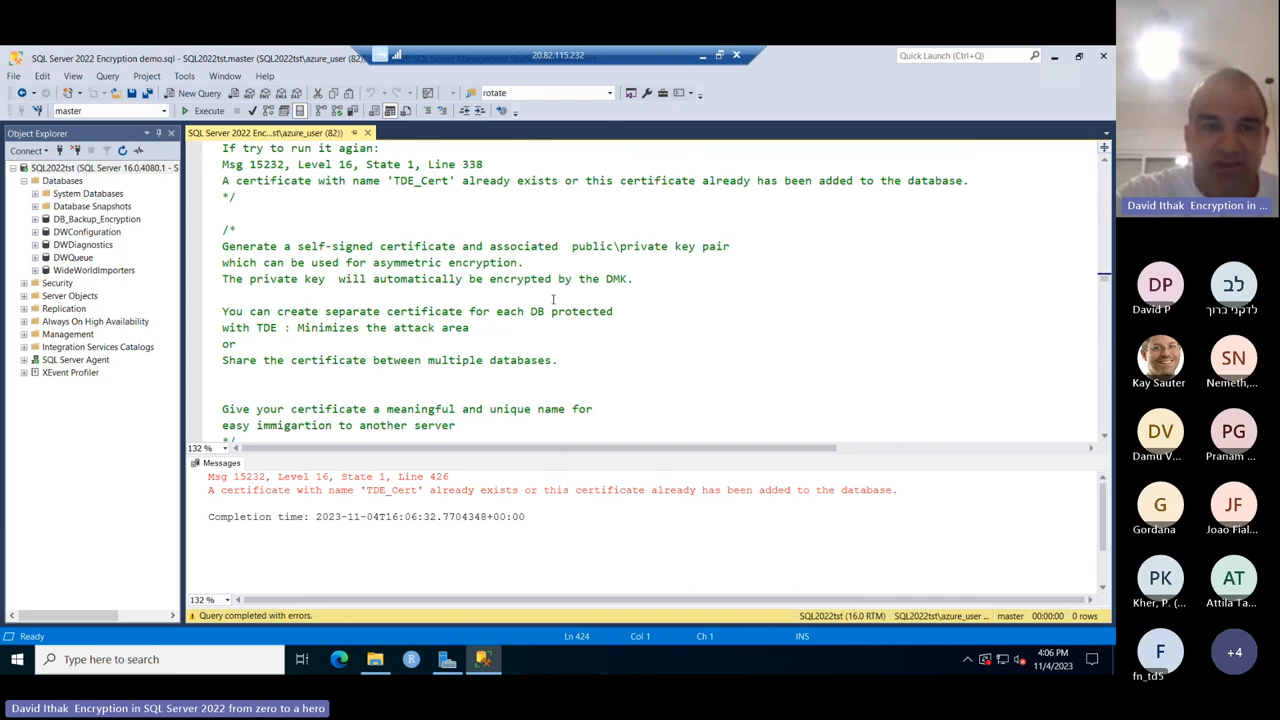 SQL Server 2022 Encryption demo.sql - SQL2022tst.master (SQL2022tst\azure_user (82))
20.82.115.232
Quick Launch (Ctrl+Q)
File Edit View Query Project Tools Window Help
New Query
rotate
master
Execute
Object Explorer
SQL Server 2022 Enc...st\azure_user (82))
Connect
SQL2022tst (SQL Server 16.0.4080.1 - S
Databases
System Databases
Database Snapshots
DB_Backup_Encryption
DWConfiguration
DWDiagnostics
DWQueue
WideWorldImporters
Security
Server Objects
Replication
Always On High Availability
Management
Integration Services Catalogs
SQL Server Agent
XEvent Profiler
If try to run it agian:
Msg 15232, Level 16, State 1, Line 338
A certificate with name 'TDE_Cert' already exists or this certificate already has been added to the database.
*/
/*
Generate a self-signed certificate and associated public\private key pair
which can be used for asymmetric encryption.
The private key will automatically be encrypted by the DMK.
You can create separate certificate for each DB protected
with TDE : Minimizes the attack area
or
Share the certificate between multiple databases.
Give your certificate a meaningful and unique name for
easy immigartion to another server
*/
132 %
Messages
Msg 15232, Level 16, State 1, Line 426
A certificate with name 'TDE_Cert' already exists or this certificate already has been added to the database.
Completion time: 2023-11-04T16:06:32.7704348+00:00
132 %
Query completed with errors.
SQL2022tst (16.0 RTM)
SQL2022tst\azure_user ...
master
00:00:00
0 rows
Ready
Ln 424
Col 1
Ch 1
INS
Type here to search
4:06 PM
11/4/2023
David Ithak Encryption in SQL Server 2022 from zero to a hero
David Ithak Encryption in ...
DP
David P
לב
לדקני ברוך
Kay Sauter
SN
Nemeth,...
DV
Damu V...
PG
Pranam ...
G
Gordana
JF
Joao Fial...
PK
Kher, P. (...
AT
Attila Ta...
F
fn_td5
+4